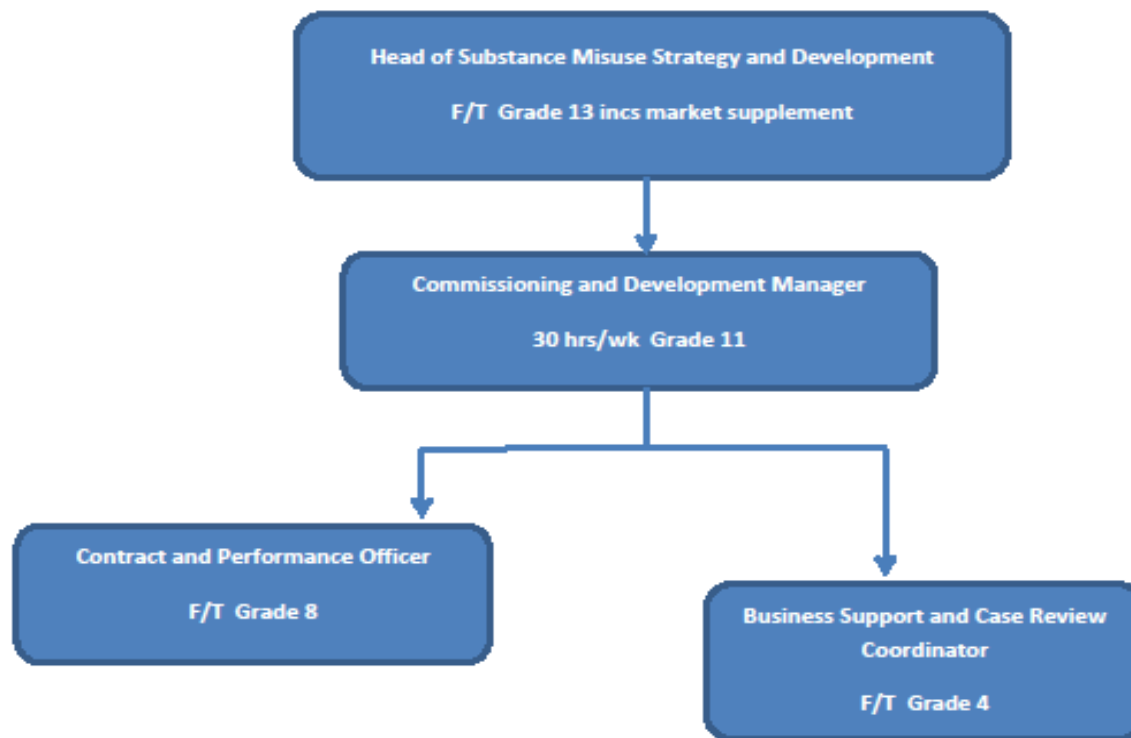 Head of Substance Misuse Strategy and Development
F/T Grade 13 incs market supplement
Commissioning and Development Manager
30 hrs/wk Grade 11
Contract and Performance Officer
F/T Grade 8
Business Support and Case Review
Coordinator
F/T Grade 4